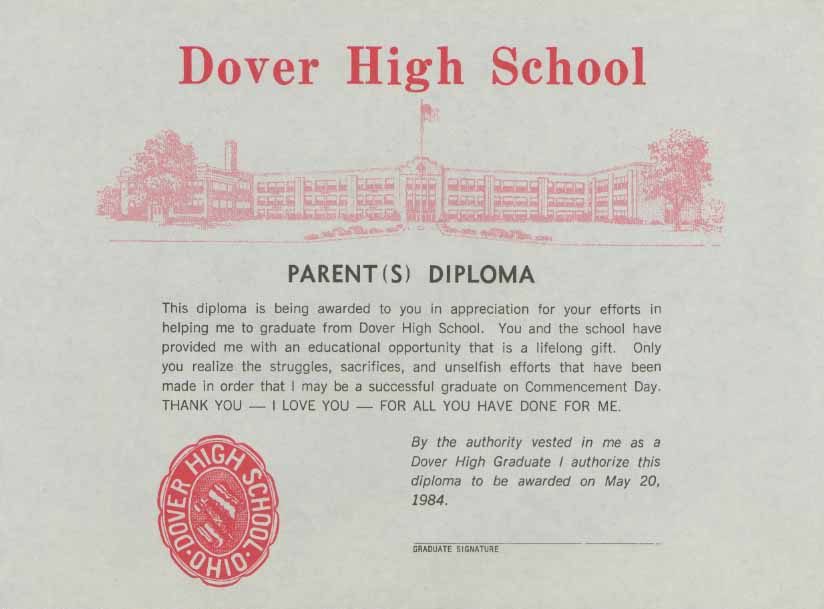 Dover High School
PARENT(S) DIPLOMA
This diploma is being awarded to you in appreciation for your efforts in
helping me to graduate from Dover High School. You and the school have
provided me with an educational opportunity that is a lifelong gift. Only
you realize the struggles, sacrifices, and unselfish efforts that have been
made in order that I may be a successful graduate on Commencement Day.
THANK YOU — I LOVE YOU — FOR ALL YOU HAVE DONE FOR ME.
By the authority vested in me as a
Dover High Graduate I authorize this
diploma to be awarded on May 20,
1984.
GRADUATE SIGNATURE
DOVER HIGH SCHOOL · OHIO ·